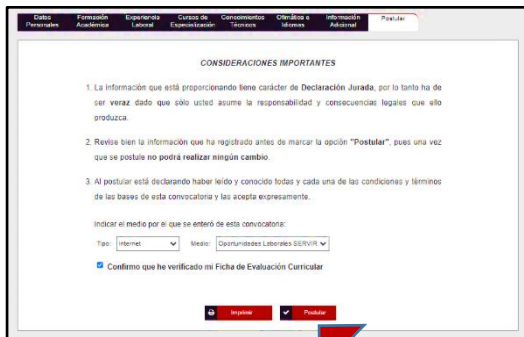 Datos Personales
Formación Académica
Experiencia Laboral
Cursos de Especialización
Conocimientos Técnicos
Ofimática e Idiomas
Información Adicional
Postular
CONSIDERACIONES IMPORTANTES
1. La información que está proporcionando tiene carácter de Declaración Jurada, por lo tanto ha de
ser veraz dado que sólo usted asume la responsabilidad y consecuencias legales que ello
produzca.
2. Revise bien la información que ha registrado antes de marcar la opción "Postular", pues una vez
que se postule no podrá realizar ningún cambio.
3. Al postular está declarando haber leído y conocido todas y cada una de las condiciones y términos
de las bases de esta convocatoria y las acepta expresamente.
Indicar el medio por el que se enteró de esta convocatoria:
Tipo: Internet Medio: Oportunidades Laborales SERVIR
Confirmo que he verificado mi Ficha de Evaluación Curricular
Imprimir Postular